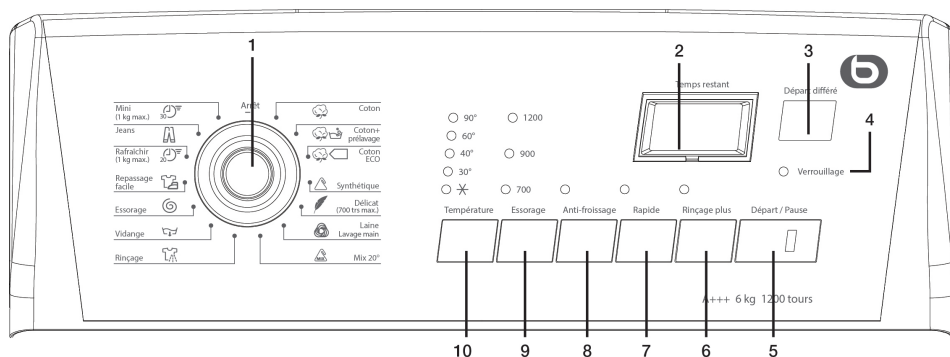 1
2
3
4
Arrêt
Mini
(1 kg max.)
30
Jeans
Rafraîchir
(1 kg max.)
20
Repassage
facile
Essorage
Vidange
Rinçage
Coton
Coton+
prélavage
Coton
ECO
Synthétique
Délicat
(700 trs max.)
Laine
Lavage main
Mix 20°
90°
1200
60°
40°
900
30°
700
Temps restant
Départ différé
Verrouillage
Température
Essorage
Anti-froissage
Rapide
Rinçage plus
Départ / Pause
A+++ 6 kg 1200 tours
10
9
8
7
6
5